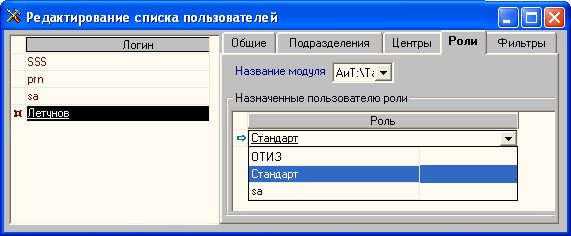 Редактирование списка пользователей
Логин
SSS
prn
sa
Летунов
Общие Подразделения Центры Роли Фильтры
Название модуля АиТ:\Та
Назначенные пользователю роли
Роль
Стандарт
ОТИЗ
Стандарт
sa